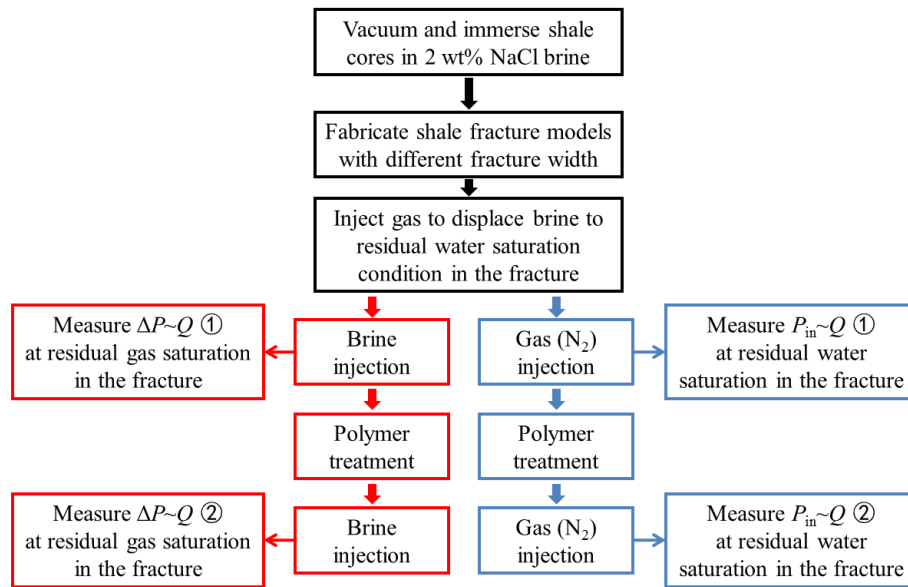 Vacuum and immerse shale
cores in 2 wt% NaCl brine
Fabricate shale fracture models
with different fracture width
Inject gas to displace brine to
residual water saturation
condition in the fracture
Measure ΔP~Q ①
at residual gas saturation
in the fracture
Brine
injection
Gas (N₂)
injection
Measure Pin~Q ①
at residual water
saturation in the fracture
Polymer
treatment
Polymer
treatment
Measure ΔP~Q ②
at residual gas saturation
in the fracture
Brine
injection
Gas (N₂)
injection
Measure Pin~Q ②
at residual water
saturation in the fracture